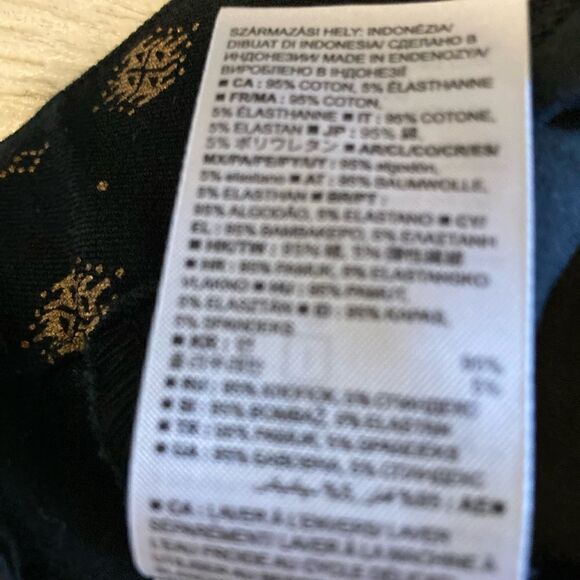 SZÁRMAZÁSI HELY: INDONÉZIA/
DIBUAT DI INDONESIA/ СДЕЛАНО В
ИНДОНЕЗИИ/ MADE IN ENDENOZYA/
ВИРОБЛЕНО В ІНДОНЕЗІЇ
■ CA : 95% COTON, 5% ÉLASTHANNE
■ FR/MA : 95% COTON,
5% ÉLASTHANNE ■ IT : 95% COTONE,
5% ELASTAN ■ JP : 95% 綿,
5% ポリウレタン ■ AR/CL/CO/CR/ES/
MX/PA/PE/PY/UY : 95% algodón,
5% elastano ■ AT : 95% BAUMWOLLE,
5% ELASTHAN ■ BR/PT :
95% ALGODÃO, 5% ELASTANO ■ CY/
EL : 95% ΒΑΜΒΑΚΕΡΟ, 5% ΕΛΑΣΤΑΝΗ
■ HK/TW : 95% 棉, 5%
■ HR : 95% PAMUK, 5% ELASTANSKO
VLAKNO ■ HU : 95% PAMUT,
5% ELASZTÁN ■ ID : 95% KAPAS,
5% SPANDEKS
■ KR :
95%
5%
■ RU : 95% ХЛОПОК, 5% СПАНДЕКС
■ SI : 95% BOMBAŽ, 5% ELASTAN
■ TR : 95% PAMUK, 5% SPANDEKS
■ UA : 95% БАВОВНА, 5% СПАНДЕКС
■ CA : LAVER À L'ENVERS/ LAVER
SÉPARÉMENT LAVER À LA MACHINE À
L'EAU FROIDE AU CYCLE DE